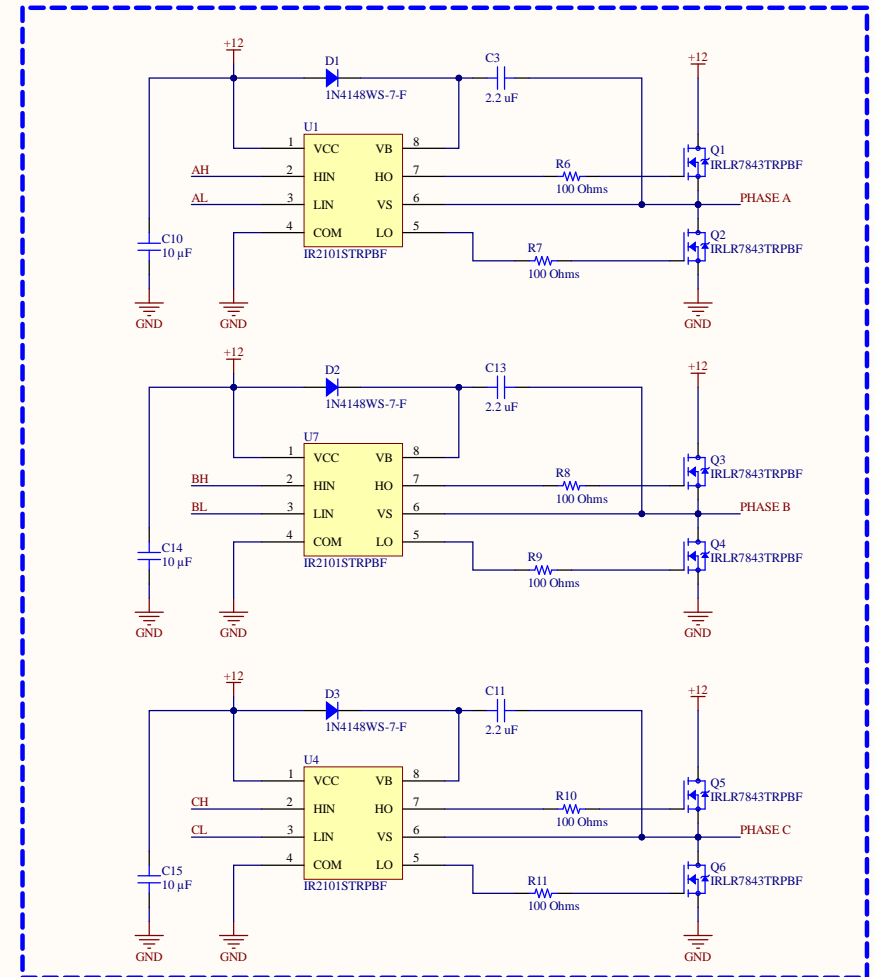 +12
D1
1N4148WS-7-F
C3
2.2 uF
+12
U1
1 VCC VB 8
AH 2 HIN HO 7
AL 3 LIN VS 6
4 COM LO 5
IR2101STRPBF
R6
100 Ohms
Q1
IRLR7843TRPBF
PHASE A
C10
10 µF
R7
100 Ohms
Q2
IRLR7843TRPBF
GND
GND
GND
+12
D2
1N4148WS-7-F
C13
2.2 uF
+12
U7
1 VCC VB 8
BH 2 HIN HO 7
BL 3 LIN VS 6
4 COM LO 5
IR2101STRPBF
R8
100 Ohms
Q3
IRLR7843TRPBF
PHASE B
C14
10 µF
R9
100 Ohms
Q4
IRLR7843TRPBF
GND
GND
GND
+12
D3
1N4148WS-7-F
C11
2.2 uF
+12
U4
1 VCC VB 8
CH 2 HIN HO 7
CL 3 LIN VS 6
4 COM LO 5
IR2101STRPBF
R10
100 Ohms
Q5
IRLR7843TRPBF
PHASE C
C15
10 µF
R11
100 Ohms
Q6
IRLR7843TRPBF
GND
GND
GND